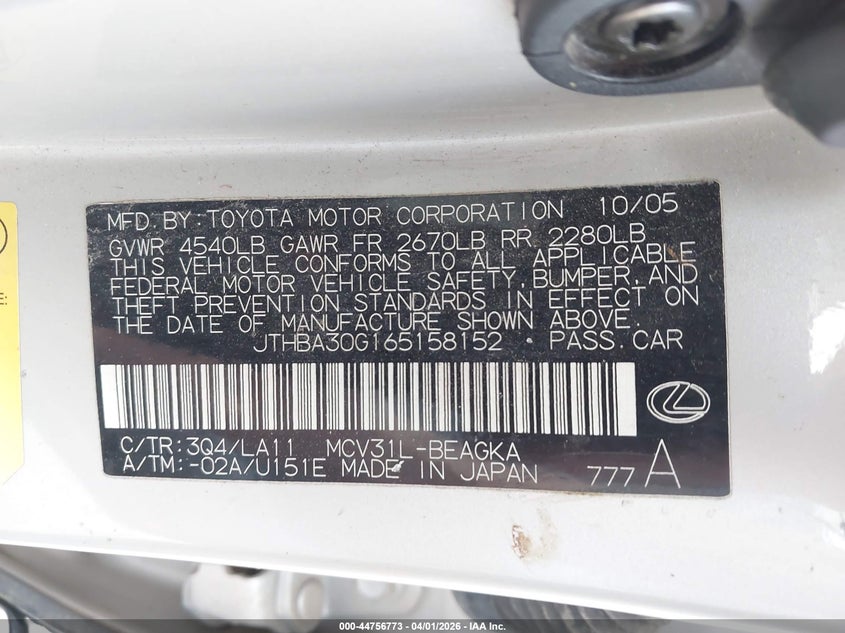 MFD.BY:TOYOTA MOTOR CORPORATION 10/05
GVWR 4540LB GAWR FR 2670LB RR 2280LB
THIS VEHICLE CONFORMS TO ALL APPLICABLE
FEDERAL MOTOR VEHICLE SAFETY,BUMPER,AND
THEFT PREVENTION STANDARDS IN EFFECT ON
THE DATE OF MANUFACTURE SHOWN ABOVE.
JTHBA30G165158152 PASS.CAR
C/TR:3Q4/LA11 MCV31L-BEAGKA
A/TM:-02A/U151E MADE IN JAPAN 777A
E:
000-44756773 - 04/01/2026 - IAA Inc.